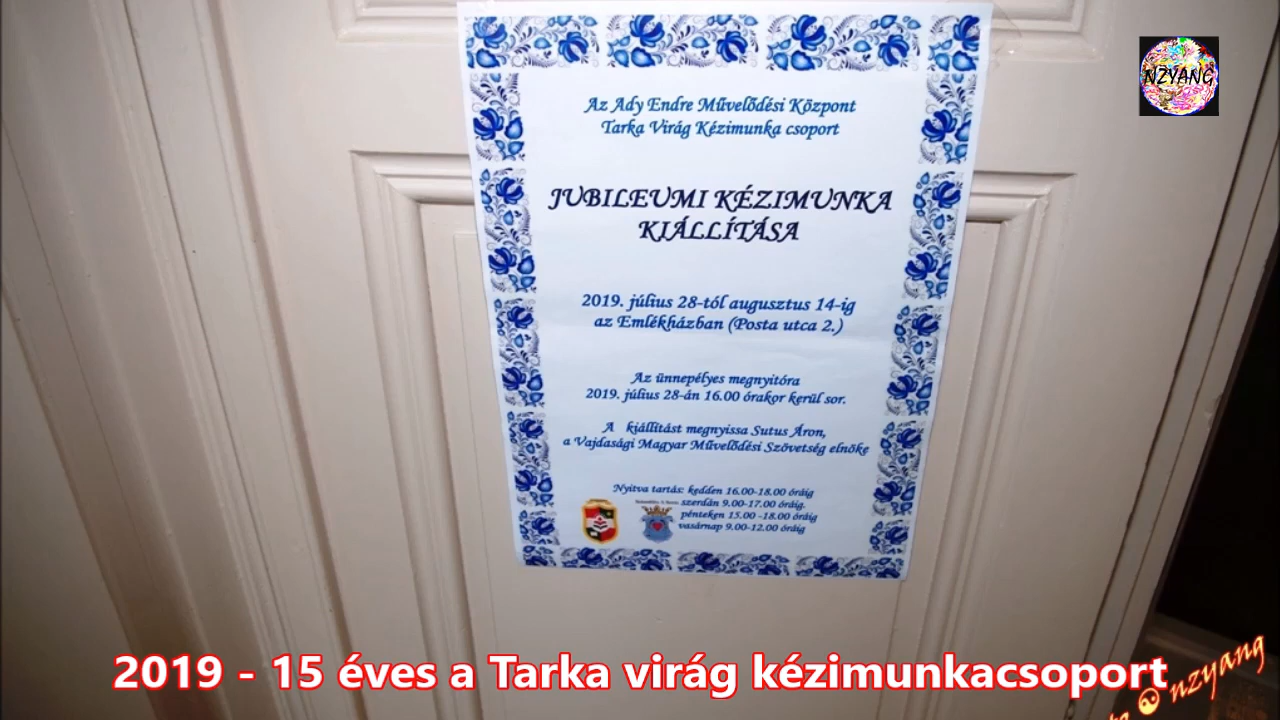 NZYANG
Az Ady Endre Művelődési Központ
Tarka Virág Kézimunka csoport
JUBILEUMI KÉZIMUNKA
KIÁLLÍTÁSA
2019. július 28-tól augusztus 14-ig
az Emlékházban (Posta utca 2.)
Az ünnepélyes megnyitóra
2019. július 28-án 16.00 órakor kerül sor.
A kiállítást megnyissa Sutus Áron,
a Vajdasági Magyar Művelődési Szövetség elnöke
Nyitva tartás: kedden 16.00-18.00 óráig
szerdán 9.00-17.00 óráig.
pénteken 15.00 -18.00 óráig
vasárnap 9.00-12.00 óráig
2019 - 15 éves a Tarka virág kézimunkacsoport
nzyang